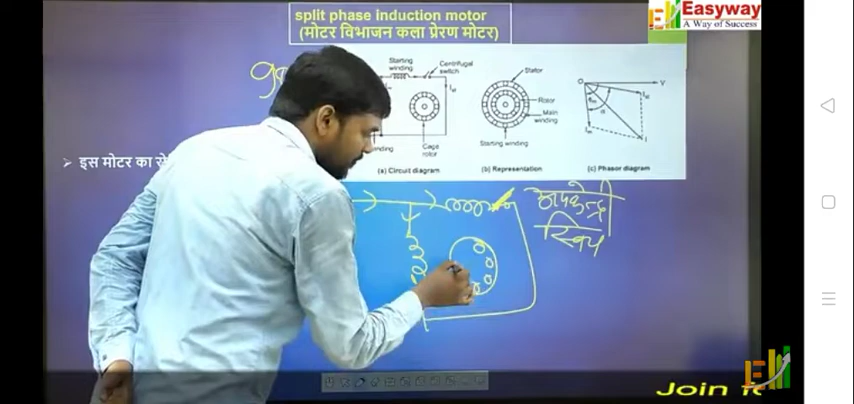 split phase induction motor
(मोटर विभाजन कला प्रेरण मोटर)
Easyway
A Way of Success
Starting
winding
Centrifugal
switch
Cage
rotor
(a) Circuit diagram
Stator
Rotor
Main
winding
Starting winding
(b) Representation
O
V
I
(c) Phasor diagram
इस मोटर का
अपकेन्द्री
स्विच
Join